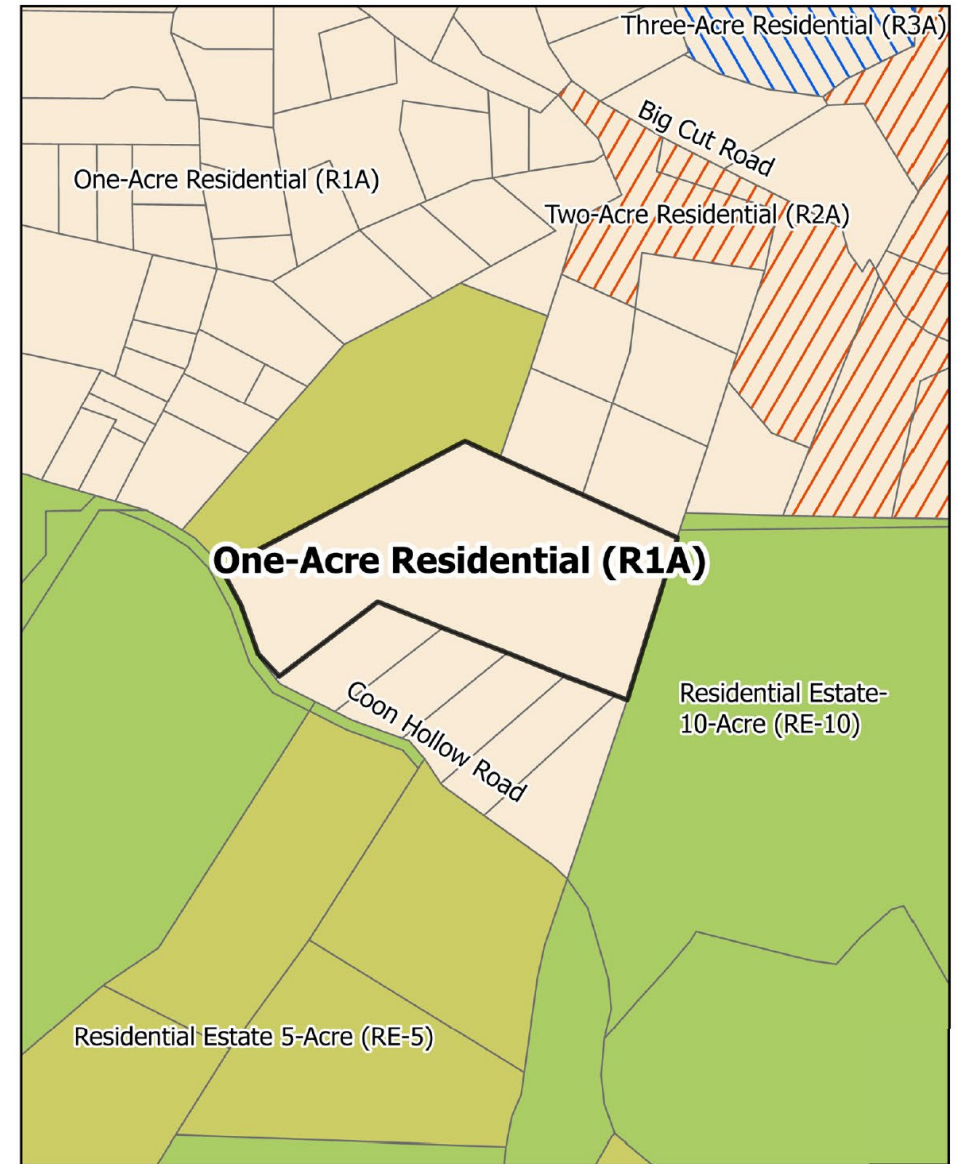 Three-Acre Residential (R3A)
Big Cut Road
One-Acre Residential (R1A)
Two-Acre Residential (R2A)
One-Acre Residential (R1A)
Residential Estate-
10-Acre (RE-10)
Coon Hollow Road
Residential Estate 5-Acre (RE-5)